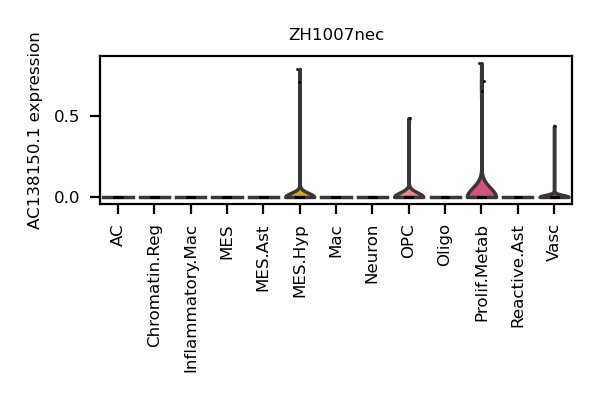 ZH1007nec
AC138150.1 expression
0.5
0.0
AC
Chromatin.Reg
Inflammatory.Mac
MES
MES.Ast
MES.Hyp
Mac
Neuron
OPC
Oligo
Prolif.Metab
Reactive.Ast
Vasc